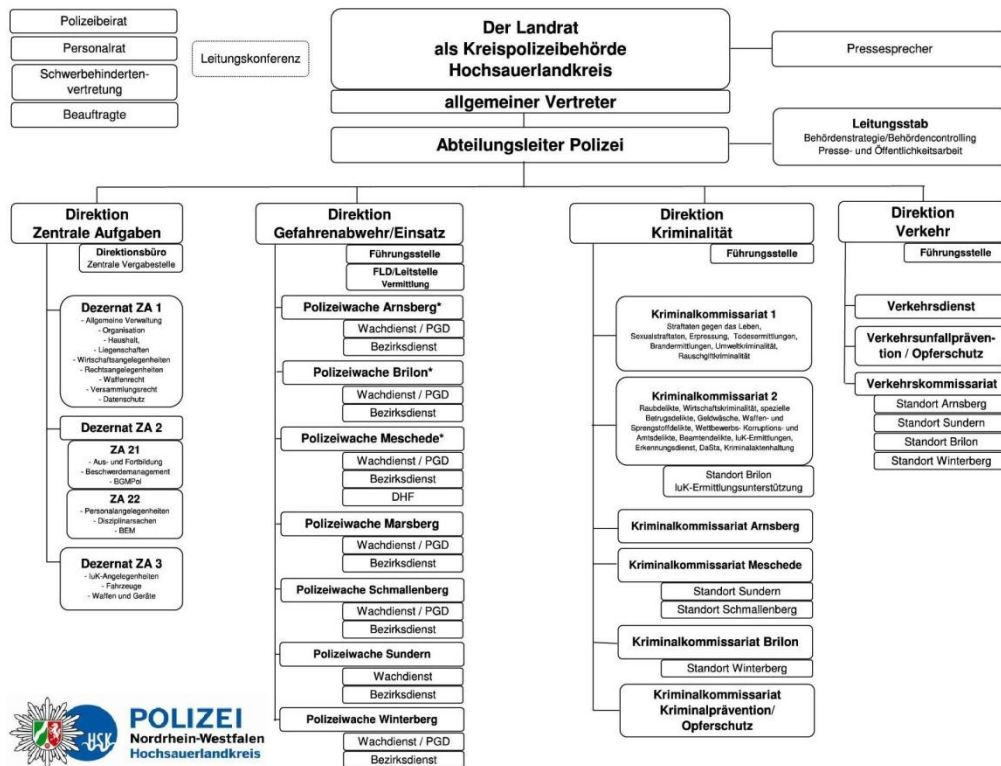 Polizeibeirat
Personalrat
Schwerbehinderten-
vertretung
Beauftragte
Leitungskonferenz
Der Landrat
als Kreispolizeibehörde
Hochsauerlandkreis
allgemeiner Vertreter
Pressesprecher
Abteilungsleiter Polizei
Leitungsstab
Behördenstrategie/Behördencontrolling
Presse- und Öffentlichkeitsarbeit
Direktion
Zentrale Aufgaben
Direktionsbüro
Zentrale Vergabestelle
Dezernat ZA 1
- Allgemeine Verwaltung
- Organisation
- Haushalt,
- Liegenschaften
- Wirtschaftsangelegenheiten
- Rechtsangelegenheiten
- Waffenrecht
- Versammlungsrecht
- Datenschutz
Dezernat ZA 2
ZA 21
- Aus- und Fortbildung
- Beschwerdemanagement
- BGMPol
ZA 22
- Personalangelegenheiten
- Disziplinarsachen
- BEM
Dezernat ZA 3
- IuK-Angelegenheiten
- Fahrzeuge
- Waffen und Geräte
Direktion
Gefahrenabwehr/Einsatz
Führungsstelle
FLD/Leitstelle
Vermittlung
Polizeiwache Arnsberg*
Wachdienst / PGD
Bezirksdienst
Polizeiwache Brilon*
Wachdienst / PGD
Bezirksdienst
Polizeiwache Meschede*
Wachdienst / PGD
Bezirksdienst
DHF
Polizeiwache Marsberg
Wachdienst / PGD
Bezirksdienst
Polizeiwache Schmallenberg
Wachdienst / PGD
Bezirksdienst
Polizeiwache Sundern
Wachdienst
Bezirksdienst
Polizeiwache Winterberg
Wachdienst / PGD
Bezirksdienst
Direktion
Kriminalität
Führungsstelle
Kriminalkommissariat 1
Straftaten gegen das Leben,
Sexualstraftaten, Erpressung, Todesermittlungen,
Brandermittlungen, Umweltkriminalität,
Rauschgiftkriminalität
Kriminalkommissariat 2
Raubdelikte, Wirtschaftskriminalität, spezielle
Betrugsdelikte, Geldwäsche, Waffen- und
Sprengstoffdelikte, Wettbewerbs- Korruptions- und
Amtsdelikte, Beamtendelikte, IuK-Ermittlungen,
Erkennungsdienst, DaSta, Kriminalaktenhaltung
Standort Brilon
IuK-Ermittlungsunterstützung
Kriminalkommissariat Arnsberg
Kriminalkommissariat Meschede
Standort Sundern
Standort Schmallenberg
Kriminalkommissariat Brilon
Standort Winterberg
Kriminalkommissariat
Kriminalprävention/
Opferschutz
Direktion
Verkehr
Führungsstelle
Verkehrsdienst
Verkehrsunfallpräven-
tion / Opferschutz
Verkehrskommissariat
Standort Arnsberg
Standort Sundern
Standort Brilon
Standort Winterberg
HSK
POLIZEI
Nordrhein-Westfalen
Hochsauerlandkreis